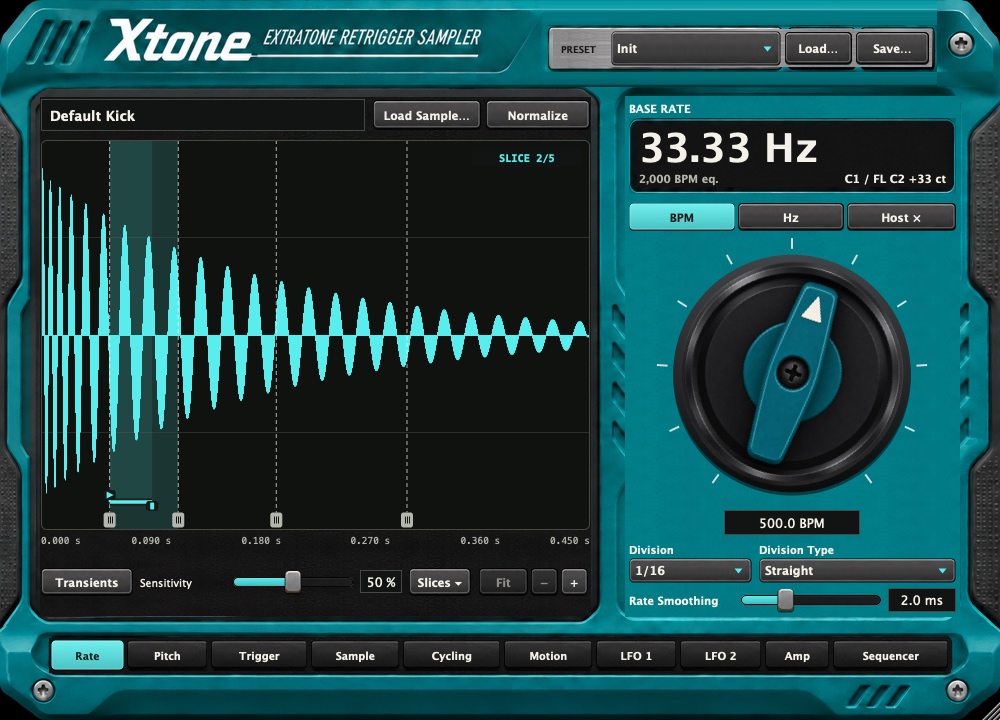 Xtone EXTRATONE RETRIGGER SAMPLER
PRESET Init Load... Save...
Default Kick Load Sample... Normalize
SLICE 2/5
0.000 s 0.090 s 0.180 s 0.270 s 0.360 s 0.450 s
Transients Sensitivity 50 % Slices Fit − +
BASE RATE
33.33 Hz
2,000 BPM eq. C1 / FL C2 +33 ct
BPM Hz Host ×
500.0 BPM
Division Division Type
1/16 Straight
Rate Smoothing 2.0 ms
Rate Pitch Trigger Sample Cycling Motion LFO 1 LFO 2 Amp Sequencer